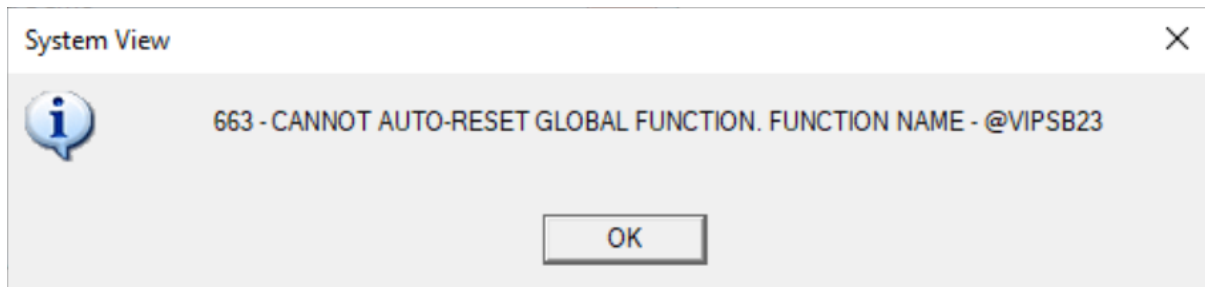 System View
663 - CANNOT AUTO-RESET GLOBAL FUNCTION. FUNCTION NAME - @VIPSB23
OK